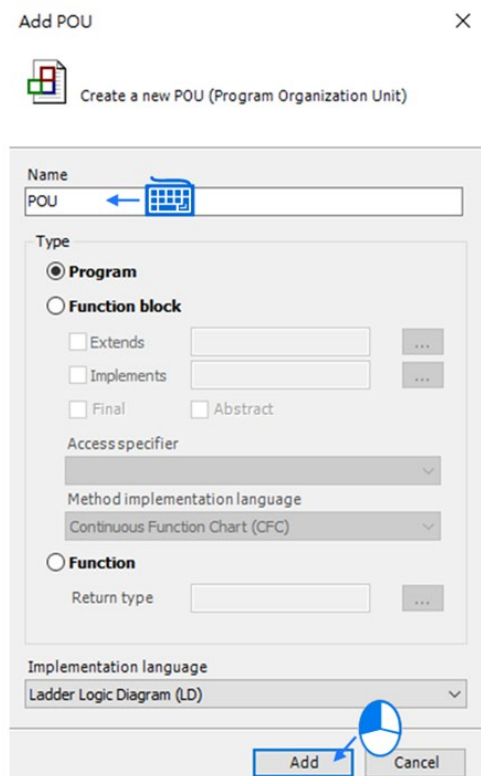 Add POU
Create a new POU (Program Organization Unit)
Name
POU
Type
Program
Function block
Extends
...
Implements
...
Final Abstract
Access specifier
Method implementation language
Continuous Function Chart (CFC)
Function
Return type
...
Implementation language
Ladder Logic Diagram (LD)
Add Cancel